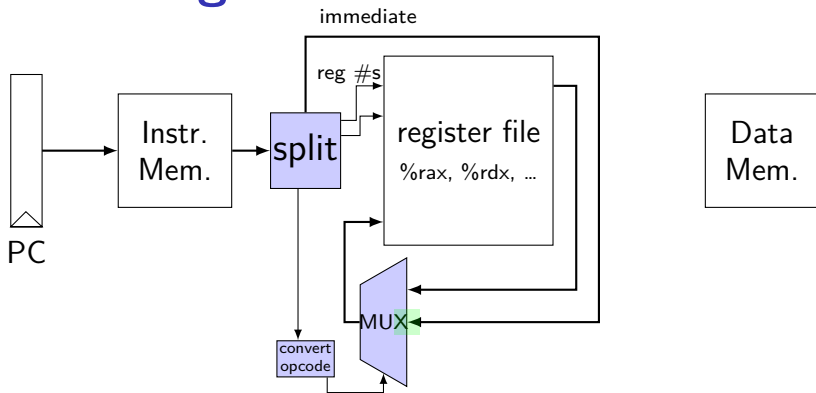 immediate
reg #s
Instr.
Mem.
split
register file
%rax, %rdx, ...
Data
Mem.
PC
MUX
convert
opcode